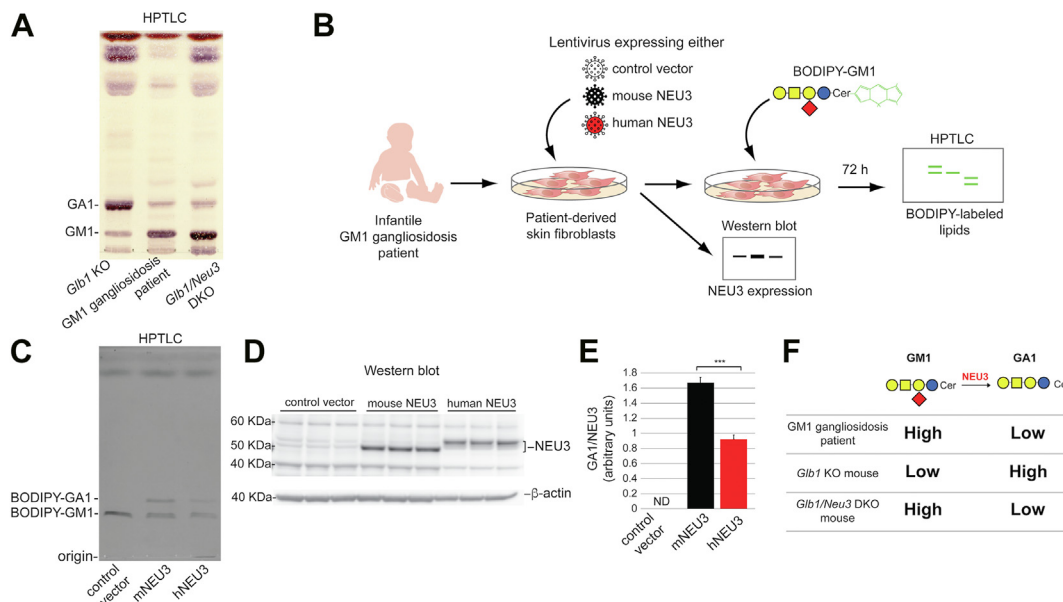 A
HPTLC
GA1-
GM1-
Glb1 KO
GM1 gangliosidosis
patient
Glb1/Neu3
DKO
B
Lentivirus expressing either
control vector
mouse NEU3
human NEU3
BODIPY-GM1
Cer
Infantile
GM1 gangliosidosis
patient
Patient-derived
skin fibroblasts
72 h
HPTLC
BODIPY-labeled
lipids
Western blot
NEU3 expression
C
HPTLC
BODIPY-GA1-
BODIPY-GM1-
origin-
control
vector
mNEU3
hNEU3
D
Western blot
control vector
mouse NEU3
human NEU3
60 KDa-
50 KDa-
40 KDa-
40 KDa-
-NEU3
-β-actin
E
GA1/NEU3
(arbitrary units)
1.8
1.6
1.4
1.2
1
0.8
0.6
0.4
0.2
0
***
ND
control
vector
mNEU3
hNEU3
F
GM1
GA1
Cer
NEU3
Ce
GM1 gangliosidosis
patient
High
Low
Glb1 KO mouse
Low
High
Glb1/Neu3 DKO
mouse
High
Low